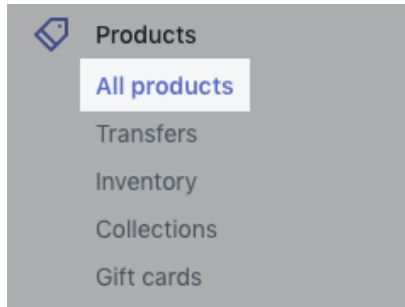 Products
All products
Transfers
Inventory
Collections
Gift cards